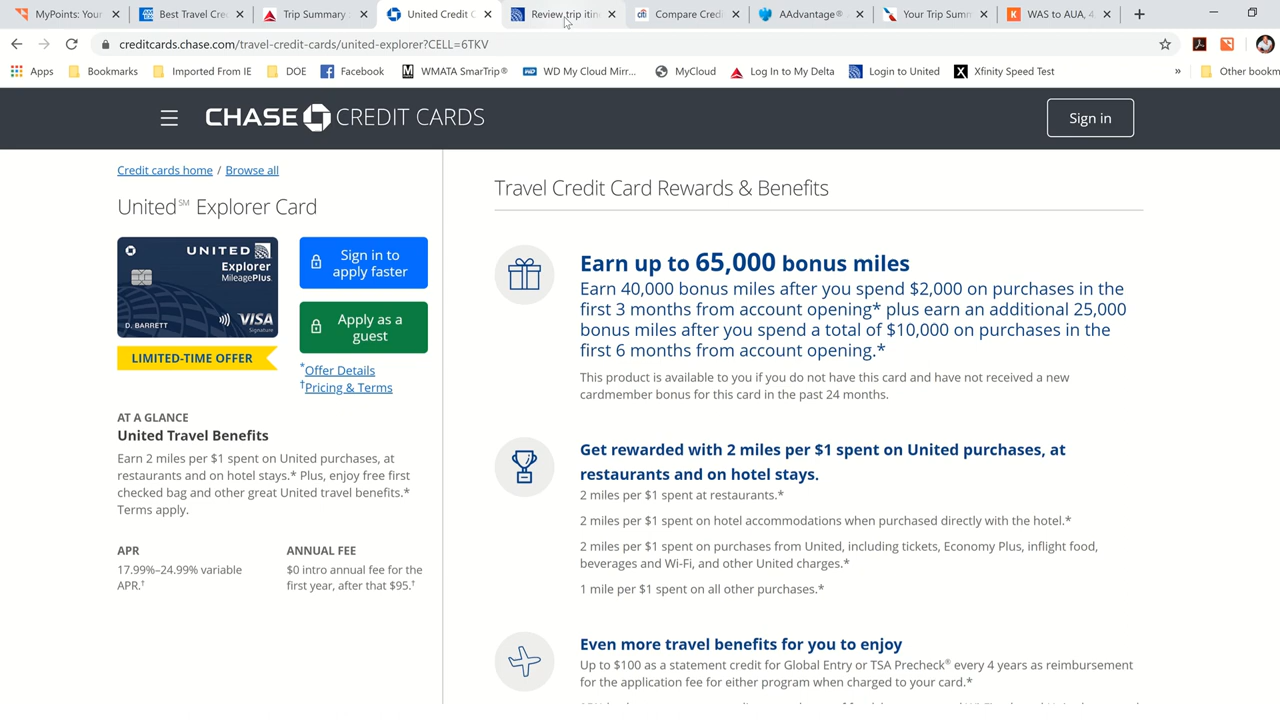 MyPoints: Your
Best Travel Cre
Trip Summary
United Credit C
Review trip itin
Compare Credi
AAdvantage®
Your Trip Summ
WAS to AUA, 4
creditcards.chase.com/travel-credit-cards/united-explorer?CELL=6TKV
Apps
Bookmarks
Imported From IE
DOE
Facebook
WMATA SmarTrip®
WD My Cloud Mirr...
MyCloud
Log In to My Delta
Login to United
Xfinity Speed Test
»
Other bookm
CHASE CREDIT CARDS
Sign in
Credit cards home / Browse all
United℠ Explorer Card
UNITED
Explorer
MileagePlus
D. BARRETT
VISA
Signature
Sign in to
apply faster
Apply as a
guest
LIMITED-TIME OFFER
*Offer Details
†Pricing & Terms
AT A GLANCE
United Travel Benefits
Earn 2 miles per $1 spent on United purchases, at
restaurants and on hotel stays.* Plus, enjoy free first
checked bag and other great United travel benefits.*
Terms apply.
APR
17.99%–24.99% variable
APR.†
ANNUAL FEE
$0 intro annual fee for the
first year, after that $95.†
Travel Credit Card Rewards & Benefits
Earn up to 65,000 bonus miles
Earn 40,000 bonus miles after you spend $2,000 on purchases in the
first 3 months from account opening* plus earn an additional 25,000
bonus miles after you spend a total of $10,000 on purchases in the
first 6 months from account opening.*
This product is available to you if you do not have this card and have not received a new
cardmember bonus for this card in the past 24 months.
Get rewarded with 2 miles per $1 spent on United purchases, at
restaurants and on hotel stays.
2 miles per $1 spent at restaurants.*
2 miles per $1 spent on hotel accommodations when purchased directly with the hotel.*
2 miles per $1 spent on purchases from United, including tickets, Economy Plus, inflight food,
beverages and Wi-Fi, and other United charges.*
1 mile per $1 spent on all other purchases.*
Even more travel benefits for you to enjoy
Up to $100 as a statement credit for Global Entry or TSA Precheck® every 4 years as reimbursement
for the application fee for either program when charged to your card.*